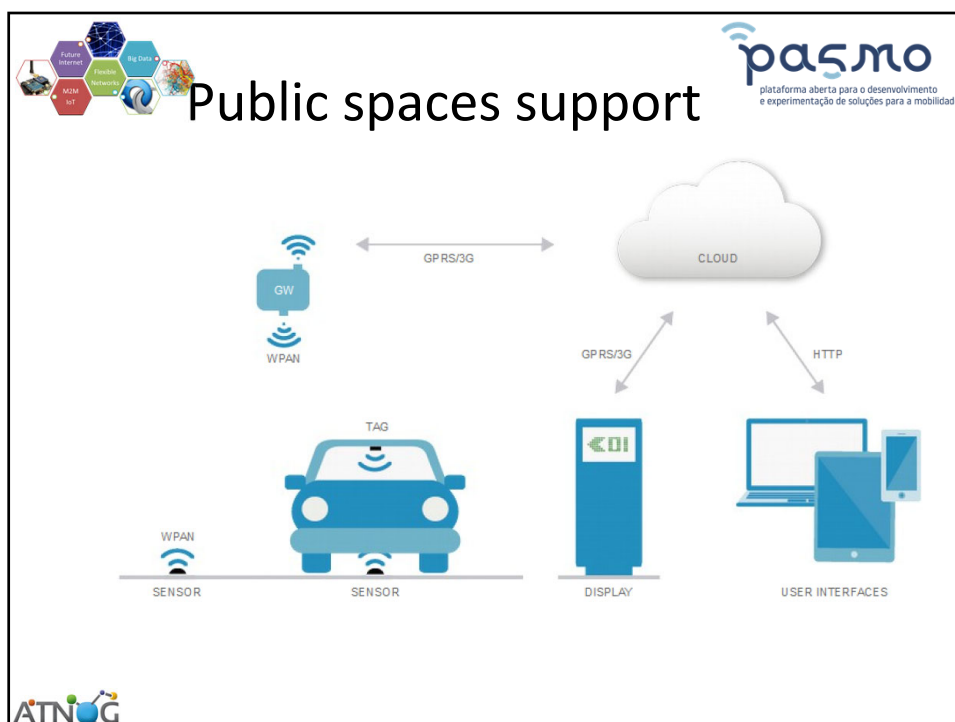 Future
Internet
Big Data
Flexible
Networks
M2M
IoT
pasmo
plataforma aberta para o desenvolvimento
e experimentação de soluções para a mobilidad
Public spaces support
GPRS/3G
CLOUD
GW
WPAN
GPRS/3G
HTTP
TAG
WPAN
SENSOR
SENSOR
DISPLAY
USER INTERFACES
ATNOG